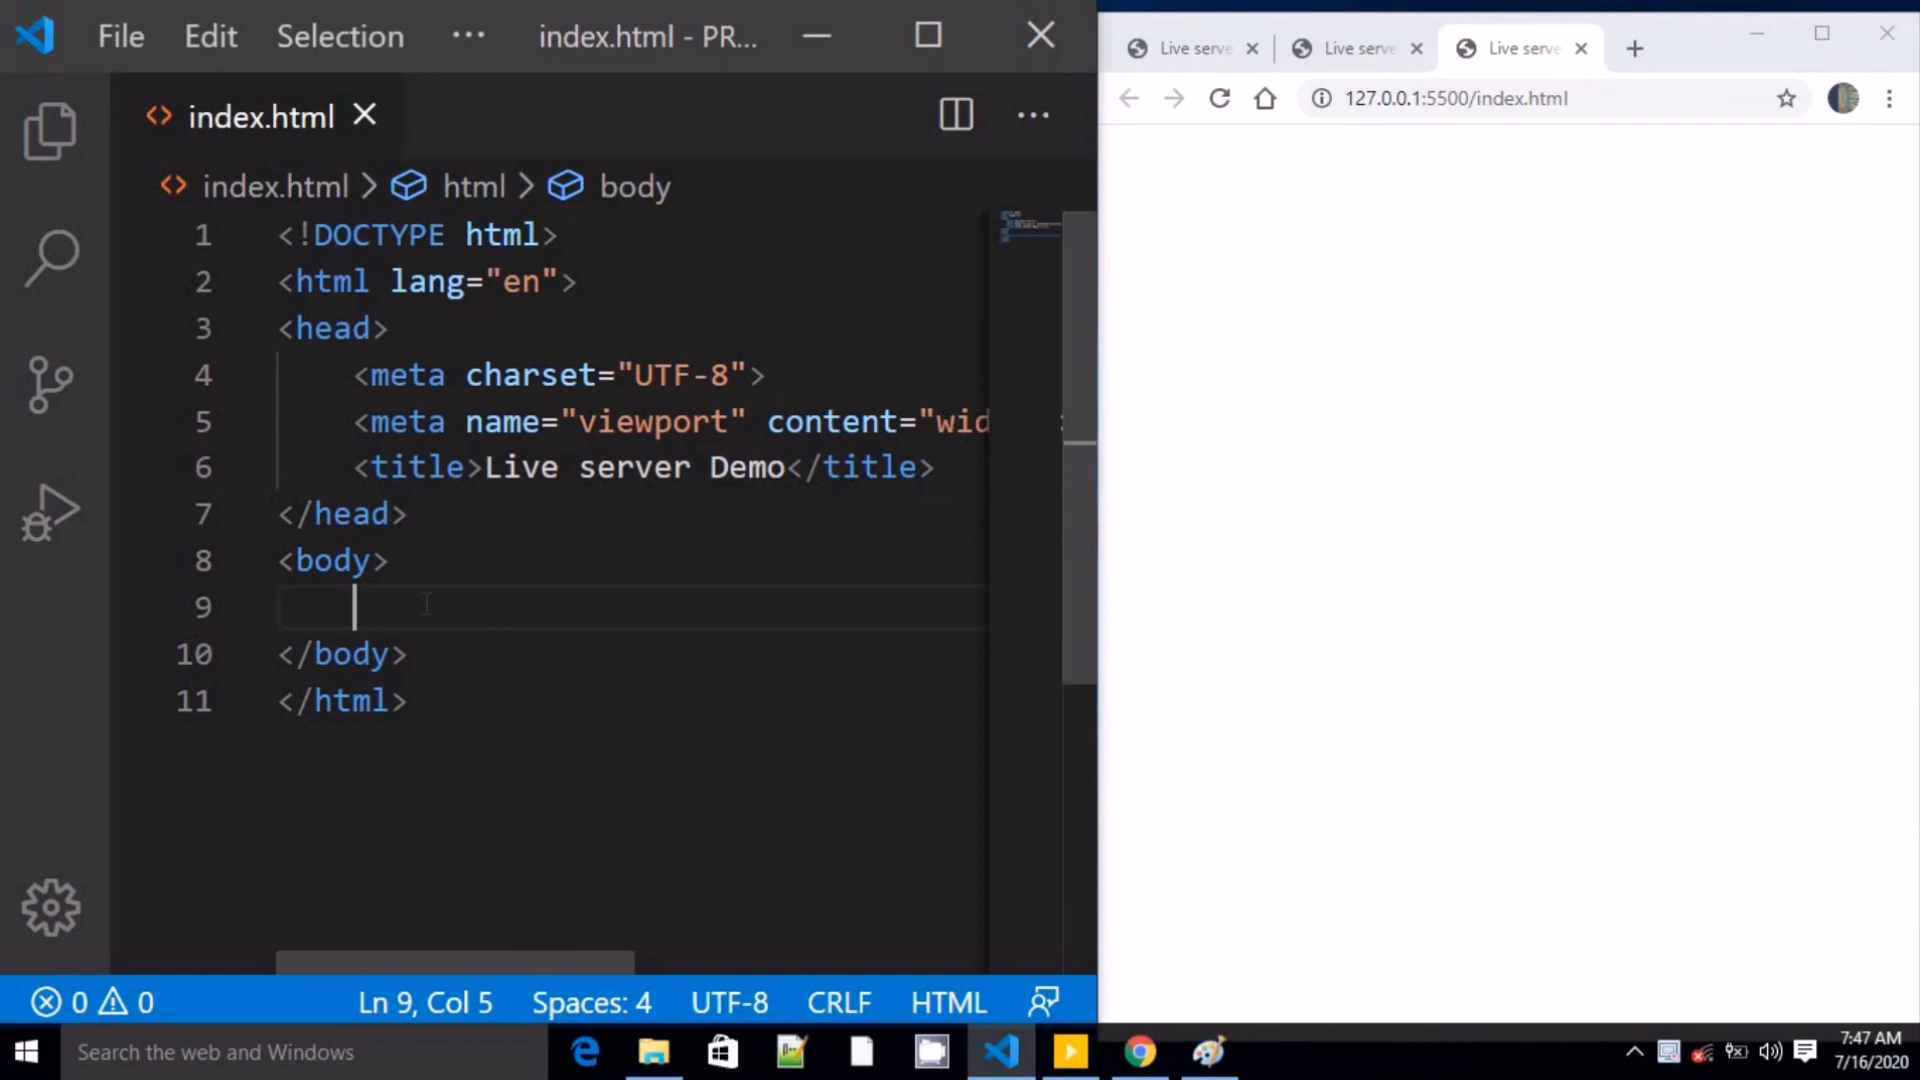 File Edit Selection ··· index.html - PR...
index.html
index.html > html > body
1 <!DOCTYPE html>
2 <html lang="en">
3 <head>
4 <meta charset="UTF-8">
5 <meta name="viewport" content="wid
6 <title>Live server Demo</title>
7 </head>
8 <body>
9
10 </body>
11 </html>
0 0 Ln 9, Col 5 Spaces: 4 UTF-8 CRLF HTML
Live serve Live serve Live serve
127.0.0.1:5500/index.html
Search the web and Windows
7:47 AM
7/16/2020